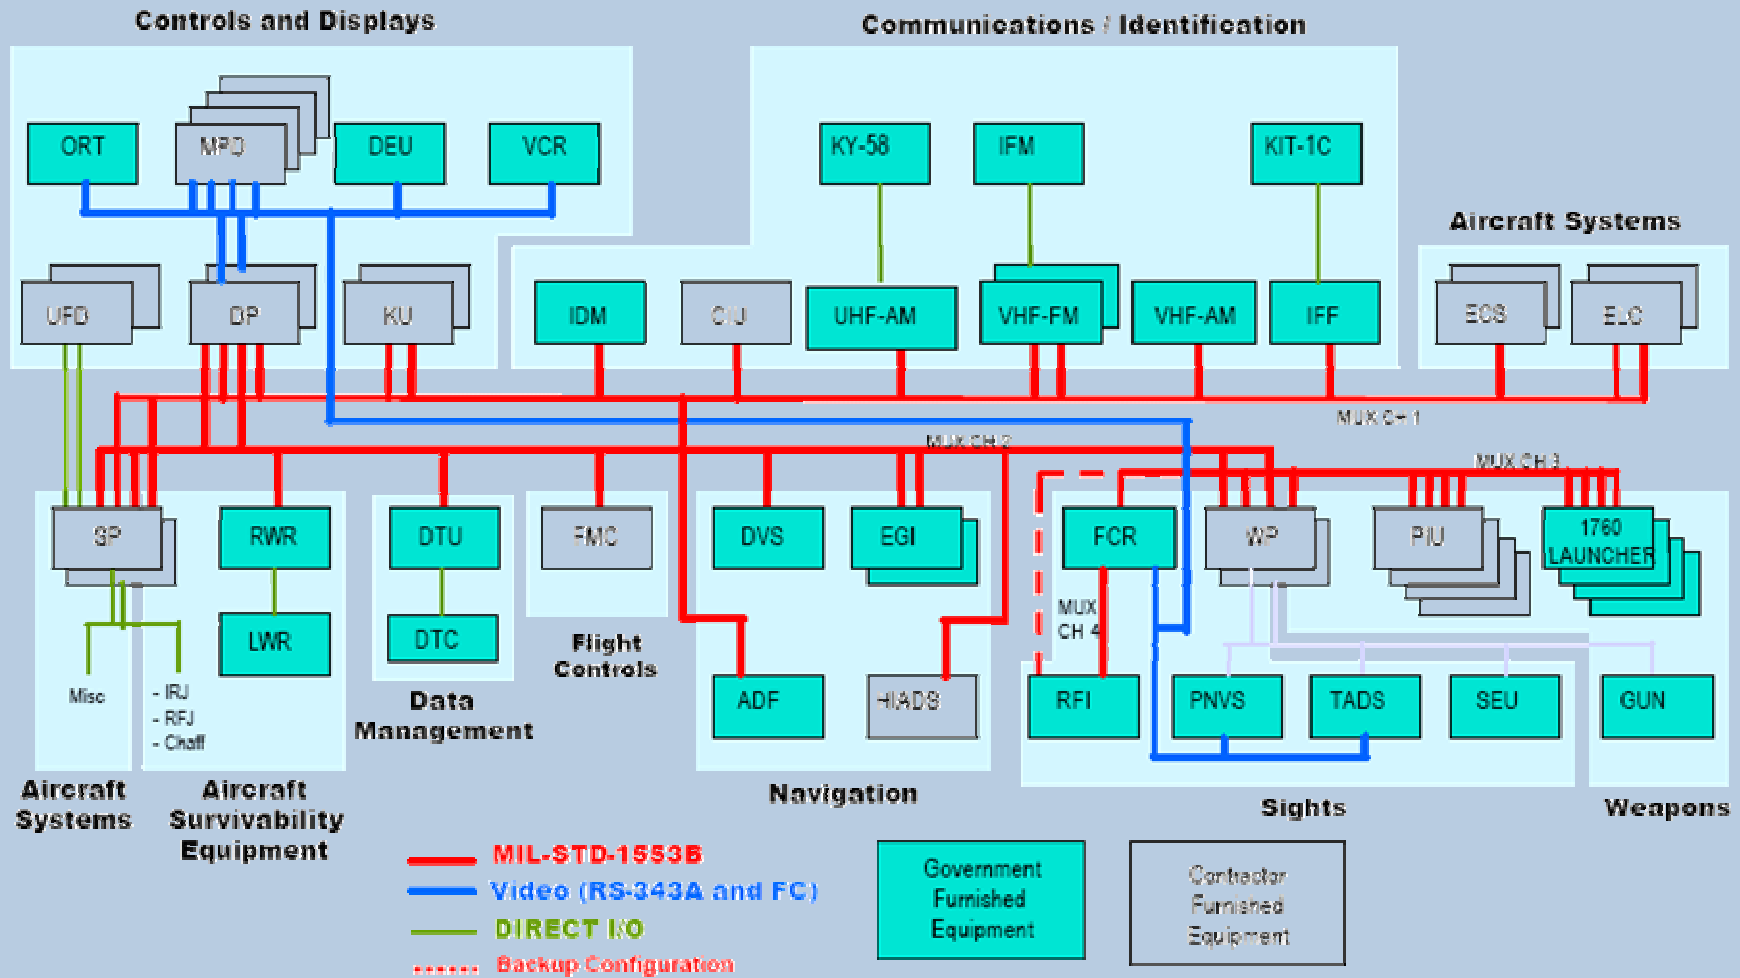 Controls and Displays
Communications / Identification
ORT
MPD
DEU
VCR
KY-58
IFM
KIT-1C
Aircraft Systems
UFD
DP
KU
IDM
CIU
UHF-AM
VHF-FM
VHF-AM
IFF
ECS
ELC
MUX CH 1
MUX CH 2
MUX CH 3
SP
RWR
DTU
FMC
DVS
EGI
FCR
WP
PIU
1760
LAUNCHER
MUX
CH 4
LWR
DTC
Flight
Controls
Misc
- IRJ
- RFJ
- Chaff
Data
Management
ADF
HIADS
RFI
PNVS
TADS
SEU
GUN
Aircraft
Systems
Aircraft
Survivability
Equipment
Navigation
Sights
Weapons
MIL-STD-1553B
Video (RS-343A and FC)
DIRECT I/O
Backup Configuration
Government
Furnished
Equipment
Contractor
Furnished
Equipment